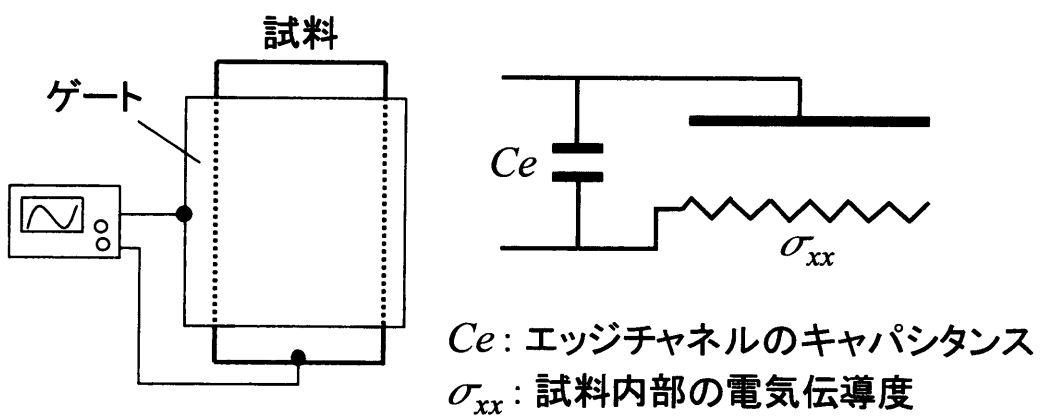 試料
ゲート
Ce
σxx
Ce : エッジチャネルのキャパシタンス
σxx : 試料内部の電気伝導度